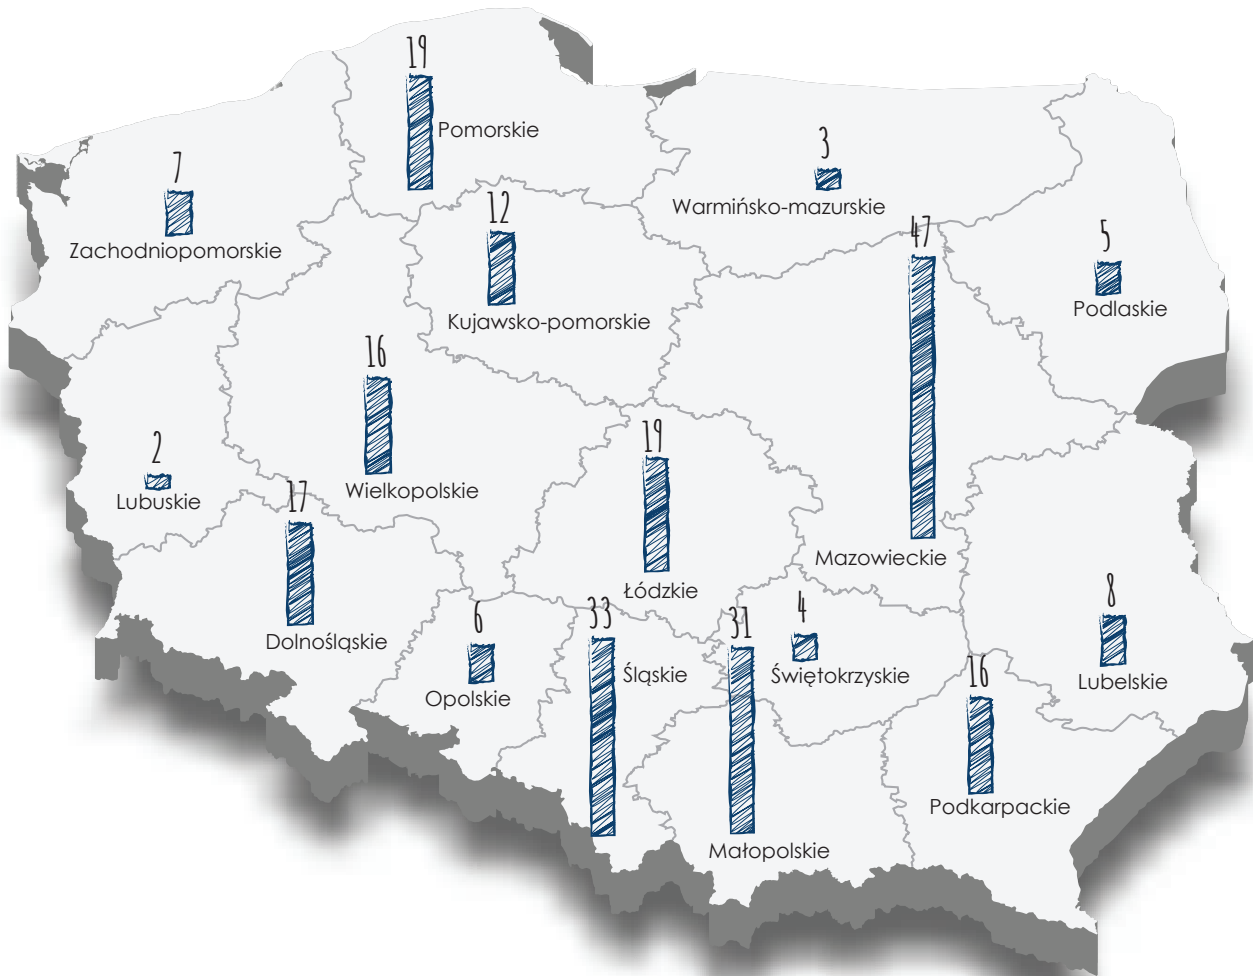 19
Pomorskie
3
Warmińsko-mazurskie
7
Zachodniopomorskie
12
Kujawsko-pomorskie
47
Mazowieckie
5
Podlaskie
16
Wielkopolskie
2
Lubuskie
19
Łódzkie
17
Dolnośląskie
6
Opolskie
33
Śląskie
31
Małopolskie
4
Świętokrzyskie
8
Lubelskie
16
Podkarpackie